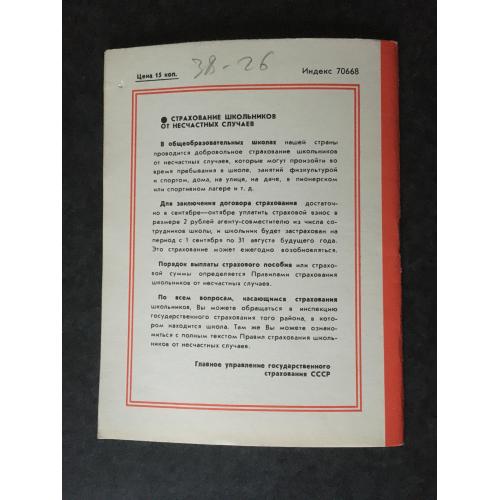 Цена 15 коп.
38-26
Индекс 70668
● СТРАХОВАНИЕ ШКОЛЬНИКОВ
ОТ НЕСЧАСТНЫХ СЛУЧАЕВ
В общеобразовательных школах нашей страны
проводится добровольное страхование школьников
от несчастных случаев, которые могут произойти во
время пребывания в школе, занятий физкультурой
и спортом, дома, на улице, на даче, в пионерском
или спортивном лагере и т. д.
Для заключения договора страхования достаточ-
но в сентябре—октябре уплатить страховой взнос в
размере 2 рублей агенту-совместителю из числа со-
трудников школы, и школьник будет застрахован на
период с 1 сентября по 31 августа будущего года.
Это страхование может ежегодно возобновляться.
Порядок выплаты страхового пособия или страхо-
вой суммы определяется Правилами страхования
школьников от несчастных случаев.
По всем вопросам, касающимся страхования
школьников, Вы можете обращаться в инспекцию
государственного страхования того района, в кото-
ром находится школа. Там же Вы можете ознако-
миться с полным текстом Правил страхования школь-
ников от несчастных случаев.
Главное управление государственного
страхования СССР